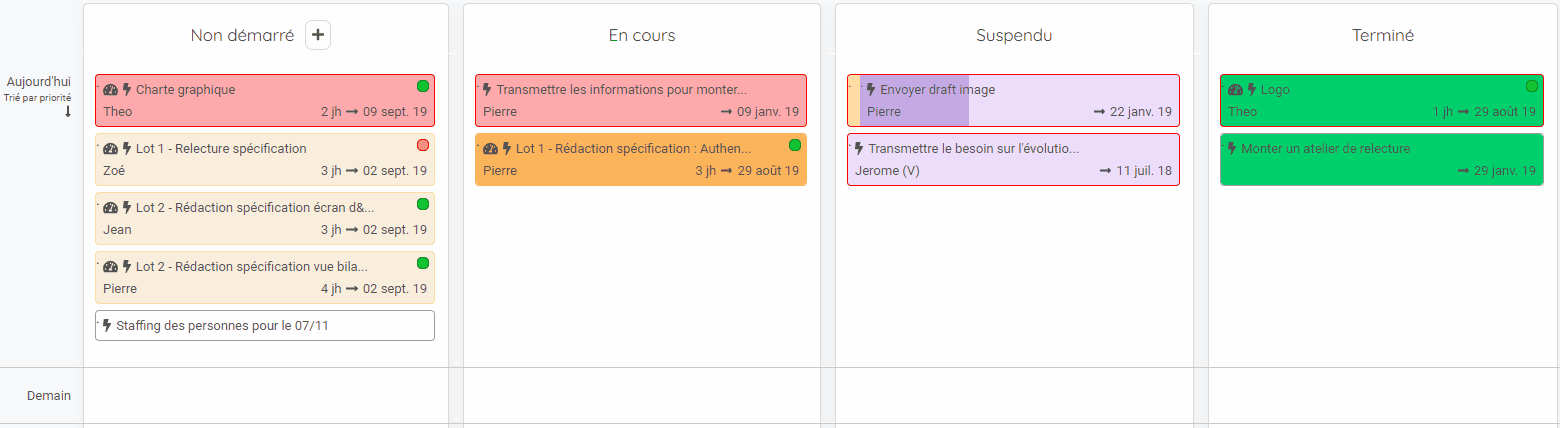 Non démarré +
En cours
Suspendu
Terminé
Aujourd'hui
Trié par priorité
Charte graphique
Theo 2 jh → 09 sept. 19
Lot 1 - Relecture spécification
Zoé 3 jh → 02 sept. 19
Lot 2 - Rédaction spécification écran d&...
Jean 3 jh → 02 sept. 19
Lot 2 - Rédaction spécification vue bila...
Pierre 4 jh → 02 sept. 19
Staffing des personnes pour le 07/11
Transmettre les informations pour monter...
Pierre → 09 janv. 19
Lot 1 - Rédaction spécification : Authen...
Pierre 3 jh → 29 août 19
Envoyer draft image
Pierre → 22 janv. 19
Transmettre le besoin sur l'évolutio...
Jerome (V) → 11 juil. 18
Logo
Theo 1 jh → 29 août 19
Monter un atelier de relecture
→ 29 janv. 19
Demain